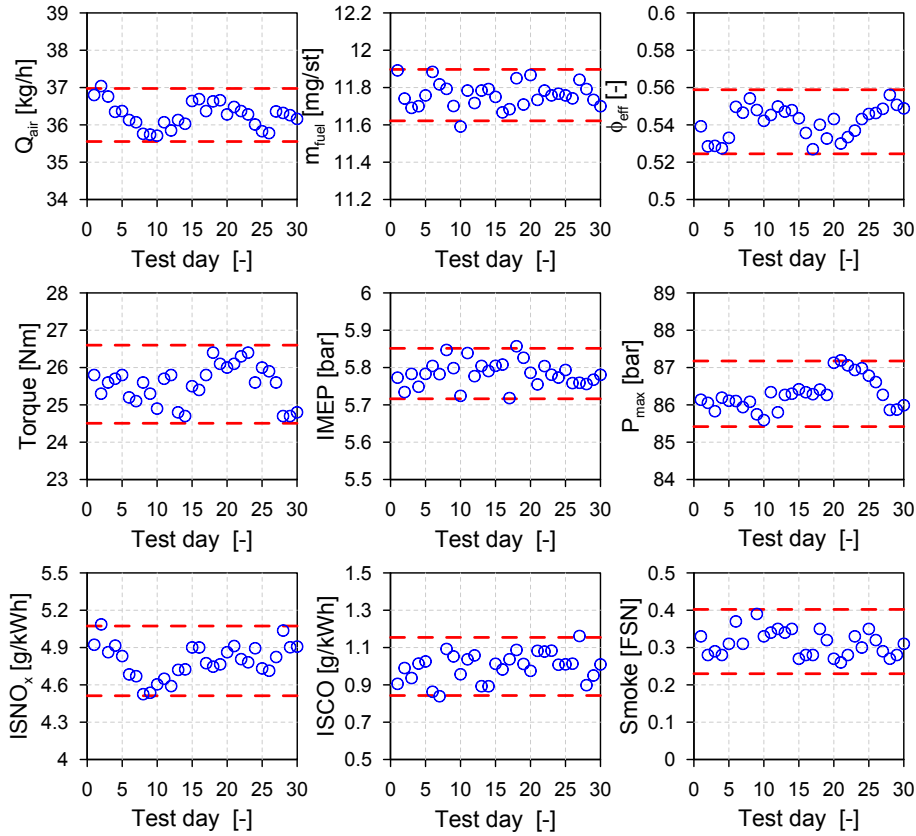 39
38
37
36
35
34
Q_air [kg/h]
0 5 10 15 20 25 30
Test day [-]
12.2
12
11.8
11.6
11.4
11.2
m_fuel [mg/st]
0 5 10 15 20 25 30
Test day [-]
0.6
0.58
0.56
0.54
0.52
0.5
ϕ_eff [-]
0 5 10 15 20 25 30
Test day [-]
28
27
26
25
24
23
Torque [Nm]
0 5 10 15 20 25 30
Test day [-]
6
5.9
5.8
5.7
5.6
5.5
IMEP [bar]
0 5 10 15 20 25 30
Test day [-]
89
88
87
86
85
84
P_max [bar]
0 5 10 15 20 25 30
Test day [-]
5.5
5.2
4.9
4.6
4.3
4
ISNO_x [g/kWh]
0 5 10 15 20 25 30
Test day [-]
1.5
1.3
1.1
0.9
0.7
0.5
ISCO [g/kWh]
0 5 10 15 20 25 30
Test day [-]
0.5
0.4
0.3
0.2
0.1
0
Smoke [FSN]
0 5 10 15 20 25 30
Test day [-]